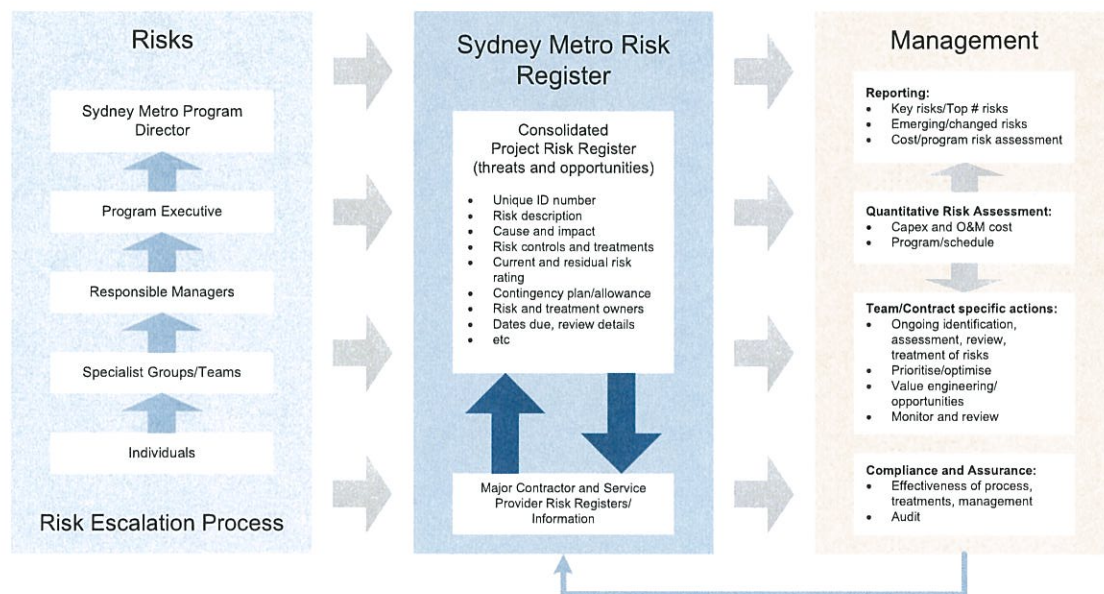 Risks
Sydney Metro Program
Director
Program Executive
Responsible Managers
Specialist Groups/Teams
Individuals
Risk Escalation Process
Sydney Metro Risk
Register
Consolidated
Project Risk Register
(threats and opportunities)
• Unique ID number
• Risk description
• Cause and impact
• Risk controls and treatments
• Current and residual risk
rating
• Contingency plan/allowance
• Risk and treatment owners
• Dates due, review details
• etc
Major Contractor and Service
Provider Risk Registers/
Information
Management
Reporting:
• Key risks/Top # risks
• Emerging/changed risks
• Cost/program risk assessment
Quantitative Risk Assessment:
• Capex and O&M cost
• Program/schedule
Team/Contract specific actions:
• Ongoing identification,
assessment, review,
treatment of risks
• Prioritise/optimise
• Value engineering/
opportunities
• Monitor and review
Compliance and Assurance:
• Effectiveness of process,
treatments, management
• Audit